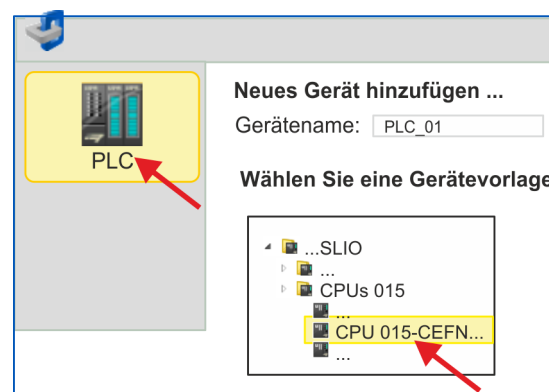 Neues Gerät hinzufügen ...
Gerätename: PLC_01
PLC
Wählen Sie eine Gerätevorlage
...SLIO
...
CPUs 015
...
CPU 015-CEFN...
...